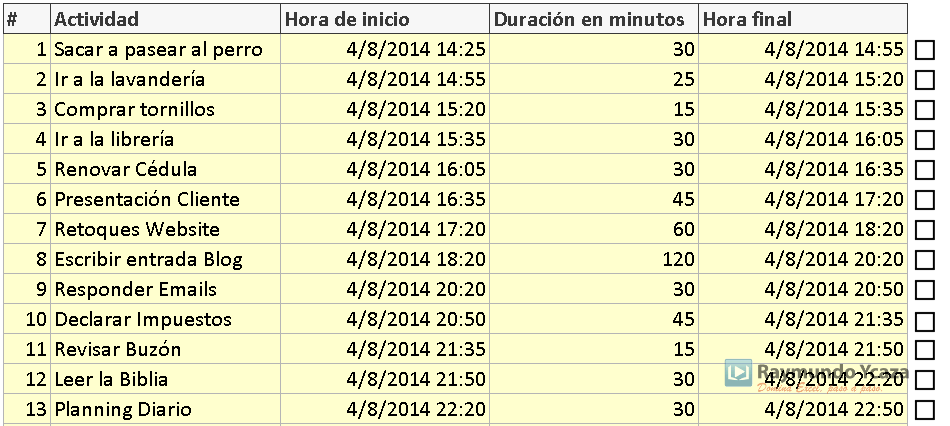 # Actividad Hora de inicio Duración en minutos Hora final
1 Sacar a pasear al perro 4/8/2014 14:25 30 4/8/2014 14:55
2 Ir a la lavandería 4/8/2014 14:55 25 4/8/2014 15:20
3 Comprar tornillos 4/8/2014 15:20 15 4/8/2014 15:35
4 Ir a la librería 4/8/2014 15:35 30 4/8/2014 16:05
5 Renovar Cédula 4/8/2014 16:05 30 4/8/2014 16:35
6 Presentación Cliente 4/8/2014 16:35 45 4/8/2014 17:20
7 Retoques Website 4/8/2014 17:20 60 4/8/2014 18:20
8 Escribir entrada Blog 4/8/2014 18:20 120 4/8/2014 20:20
9 Responder Emails 4/8/2014 20:20 30 4/8/2014 20:50
10 Declarar Impuestos 4/8/2014 20:50 45 4/8/2014 21:35
11 Revisar Buzón 4/8/2014 21:35 15 4/8/2014 21:50
12 Leer la Biblia 4/8/2014 21:50 30 4/8/2014 22:20
Raymundo Ycaza
Domina Excel, paso a paso.
13 Planning Diario 4/8/2014 22:20 30 4/8/2014 22:50